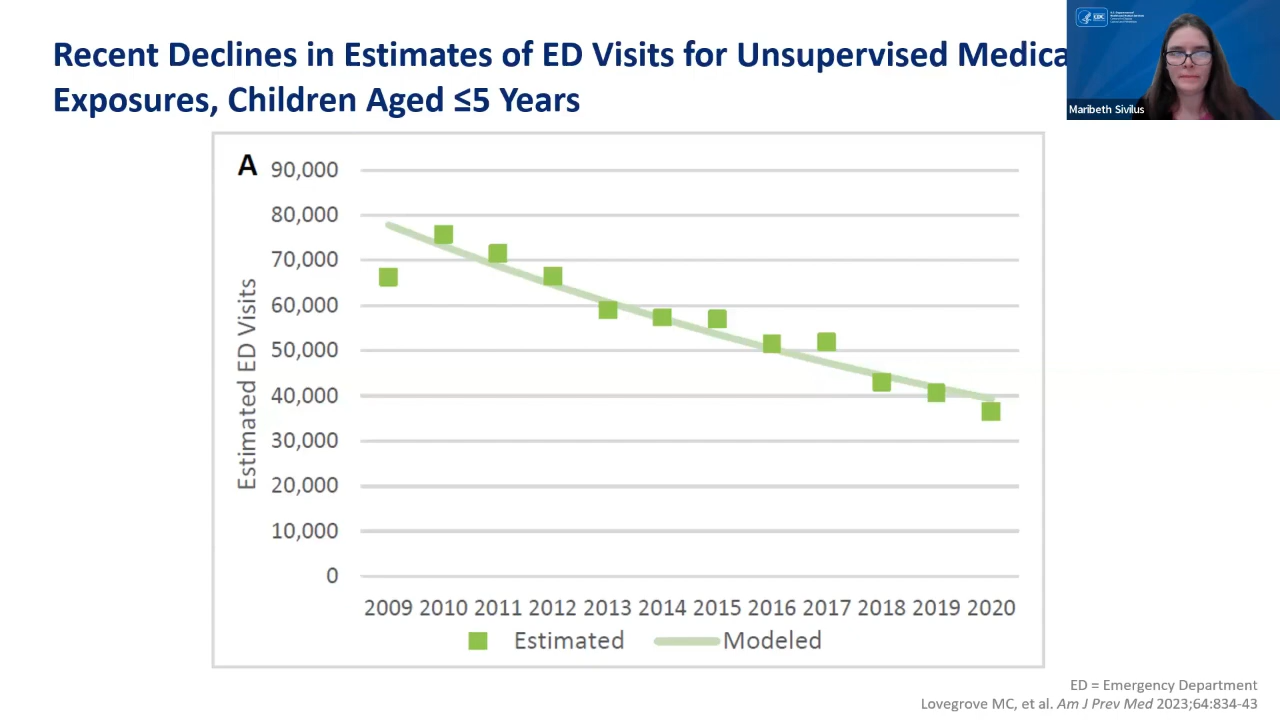 Recent Declines in Estimates of ED Visits for Unsupervised
Exposures, Children Aged ≤5 Years
CDC
Maribeth Sivilus
A
90,000
80,000
70,000
60,000
50,000
40,000
30,000
20,000
10,000
0
Estimated ED Visits
2009 2010 2011 2012 2013 2014 2015 2016 2017 2018 2019 2020
Estimated
Modeled
ED = Emergency Department
Lovegrove MC, et al. Am J Prev Med 2023;64:834-43